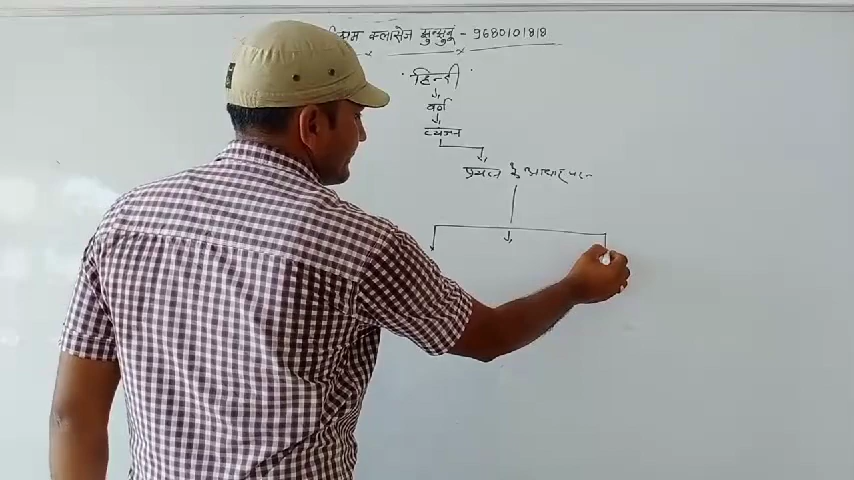 क्लासेज झुन्झुनूं - 9680101818
'हिन्दी'
वर्ण
व्यंजन
प्रयत्न के आधार पर